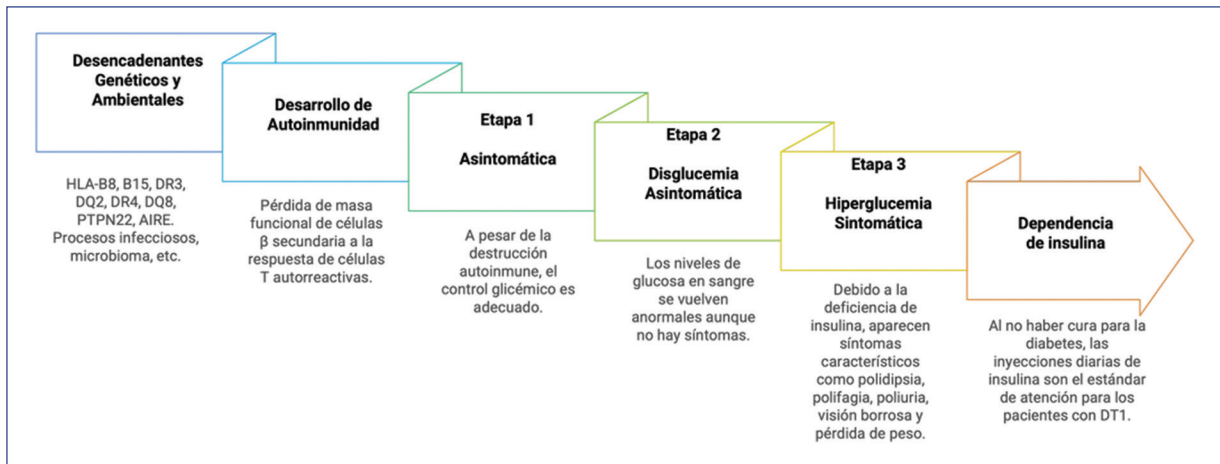 Desencadenantes
Genéticos y
Ambientales
HLA-B8, B15, DR3,
DQ2, DR4, DQ8,
PTPN22, AIRE.
Procesos infecciosos,
microbioma, etc.
Desarrollo de
Autoinmunidad
Pérdida de masa
funcional de células
β secundaria a la
respuesta de células
T autorreactivas.
Etapa 1
Asintomática
A pesar de la
destrucción
autoinmune, el
control glicémico es
adecuado.
Etapa 2
Disglucemia
Asintomática
Los niveles de
glucosa en sangre
se vuelven
anormales aunque
no hay síntomas.
Etapa 3
Hiperglucemia
Sintomática
Debido a la
deficiencia de
insulina, aparecen
síntomas
característicos
como polidipsia,
polifagia, poliuria,
visión borrosa y
pérdida de peso.
Dependencia
de insulina
Al no haber cura para la
diabetes, las
inyecciones diarias de
insulina son el estándar
de atención para los
pacientes con DT1.